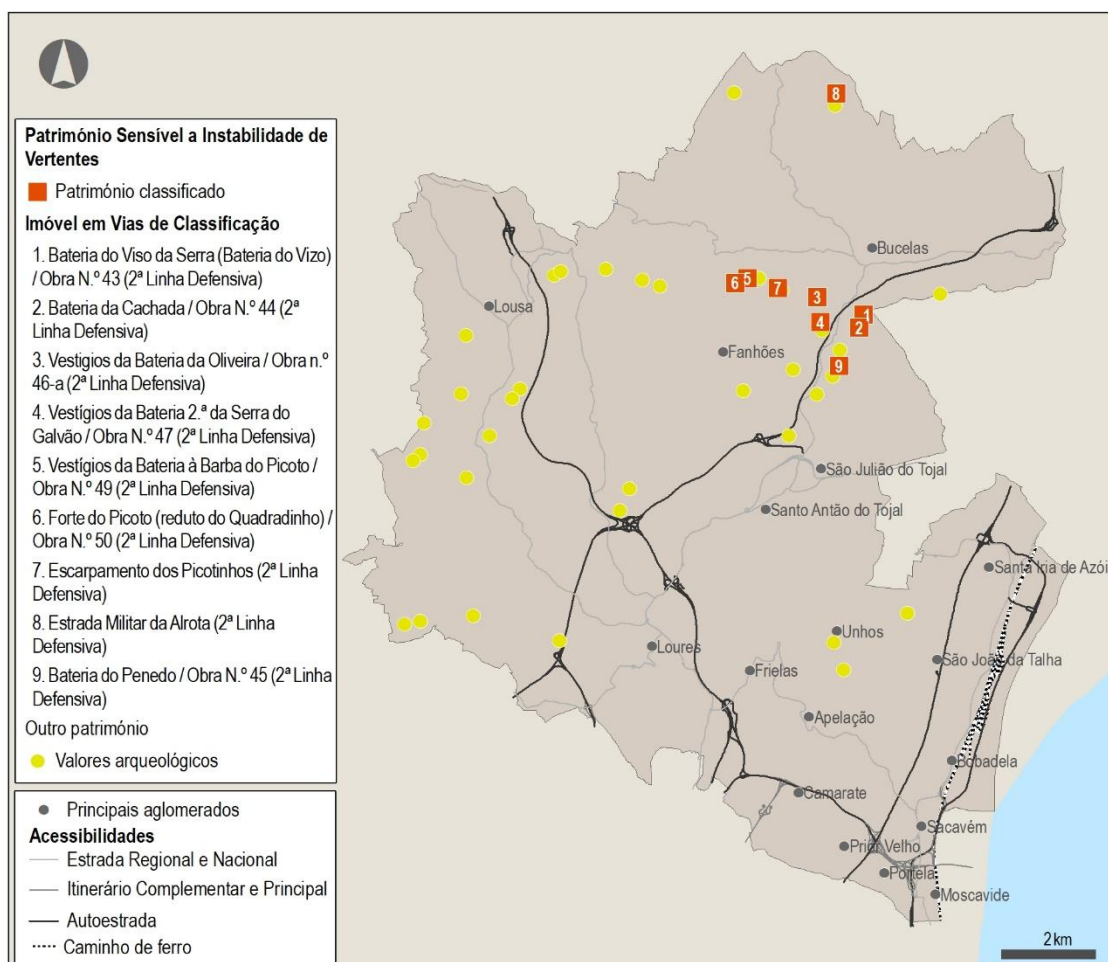 Património Sensível a Instabilidade de
Vertentes
Património classificado
Imóvel em Vias de Classificação
1. Bateria do Viso da Serra (Bateria do Vizo)
/ Obra N.º 43 (2ª Linha Defensiva)
2. Bateria da Cachada / Obra N.º 44 (2ª
Linha Defensiva)
3. Vestigios da Bateria da Oliveira / Obra n.º
46-a (2ª Linha Defensiva)
4. Vestígios da Bateria 2.ª da Serra do
Galvão / Obra N.º 47 (2ª Linha Defensiva)
5. Vestígios da Bateria à Barba do Picoto /
Obra N.º 49 (2ª Linha Defensiva)
6. Forte do Picoto (reduto do Quadradinho) /
Obra N.º 50 (2ª Linha Defensiva)
7. Escarpamento dos Picotinhos (2ª Linha
Defensiva)
8. Estrada Militar da Alrota (2ª Linha
Defensiva)
9. Bateria do Penedo / Obra N.º 45 (2ª Linha
Defensiva)
Outro património
Valores arqueológicos
Principais aglomerados
Acessibilidades
Estrada Regional e Nacional
Itinerário Complementar e Principal
Autoestrada
Caminho de ferro
8
Bucelas
5
6
7
3
Lousa
1
4
2
Fanhões
9
São Julião do Tojal
Santo Antão do Tojal
Santa Iria de Azói
Unhos
Loures
São João da Talha
Frielas
Apelação
Bobadela
Camarate
Sacavém
Prior Velho
Portela
Moscavide
2 km